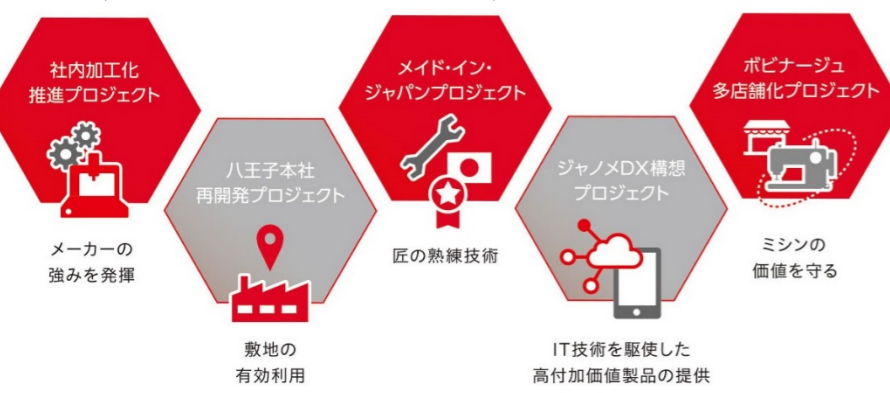 社内加工化
推進プロジェクト
メーカーの
強みを発揮
八王子本社
再開発プロジェクト
敷地の
有効利用
メイド・イン・
ジャパンプロジェクト
匠の熟練技術
ジャノメDX構想
プロジェクト
IT技術を駆使した
高付加価値製品の提供
ボビナージュ
多店舗化プロジェクト
ミシンの
価値を守る